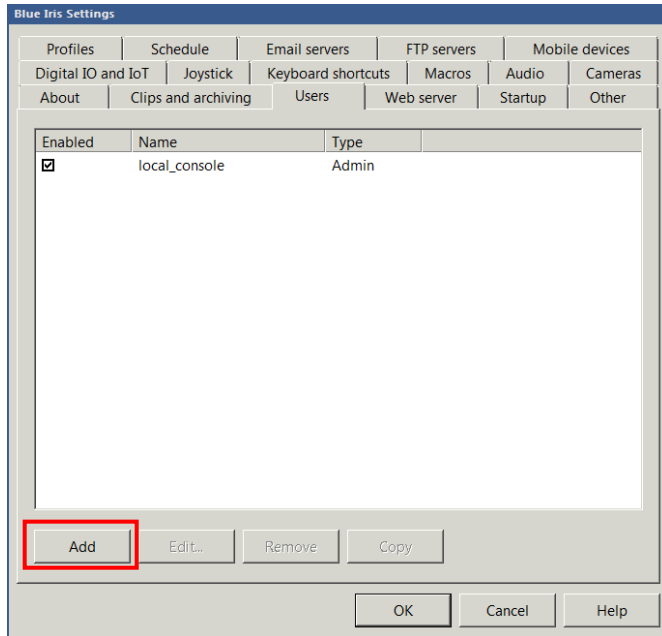 Blue Iris Settings
Profiles Schedule Email servers FTP servers Mobile devices
Digital IO and IoT Joystick Keyboard shortcuts Macros Audio Cameras
About Clips and archiving Users Web server Startup Other
Enabled Name Type
local_console Admin
Add Edit... Remove Copy
OK Cancel Help